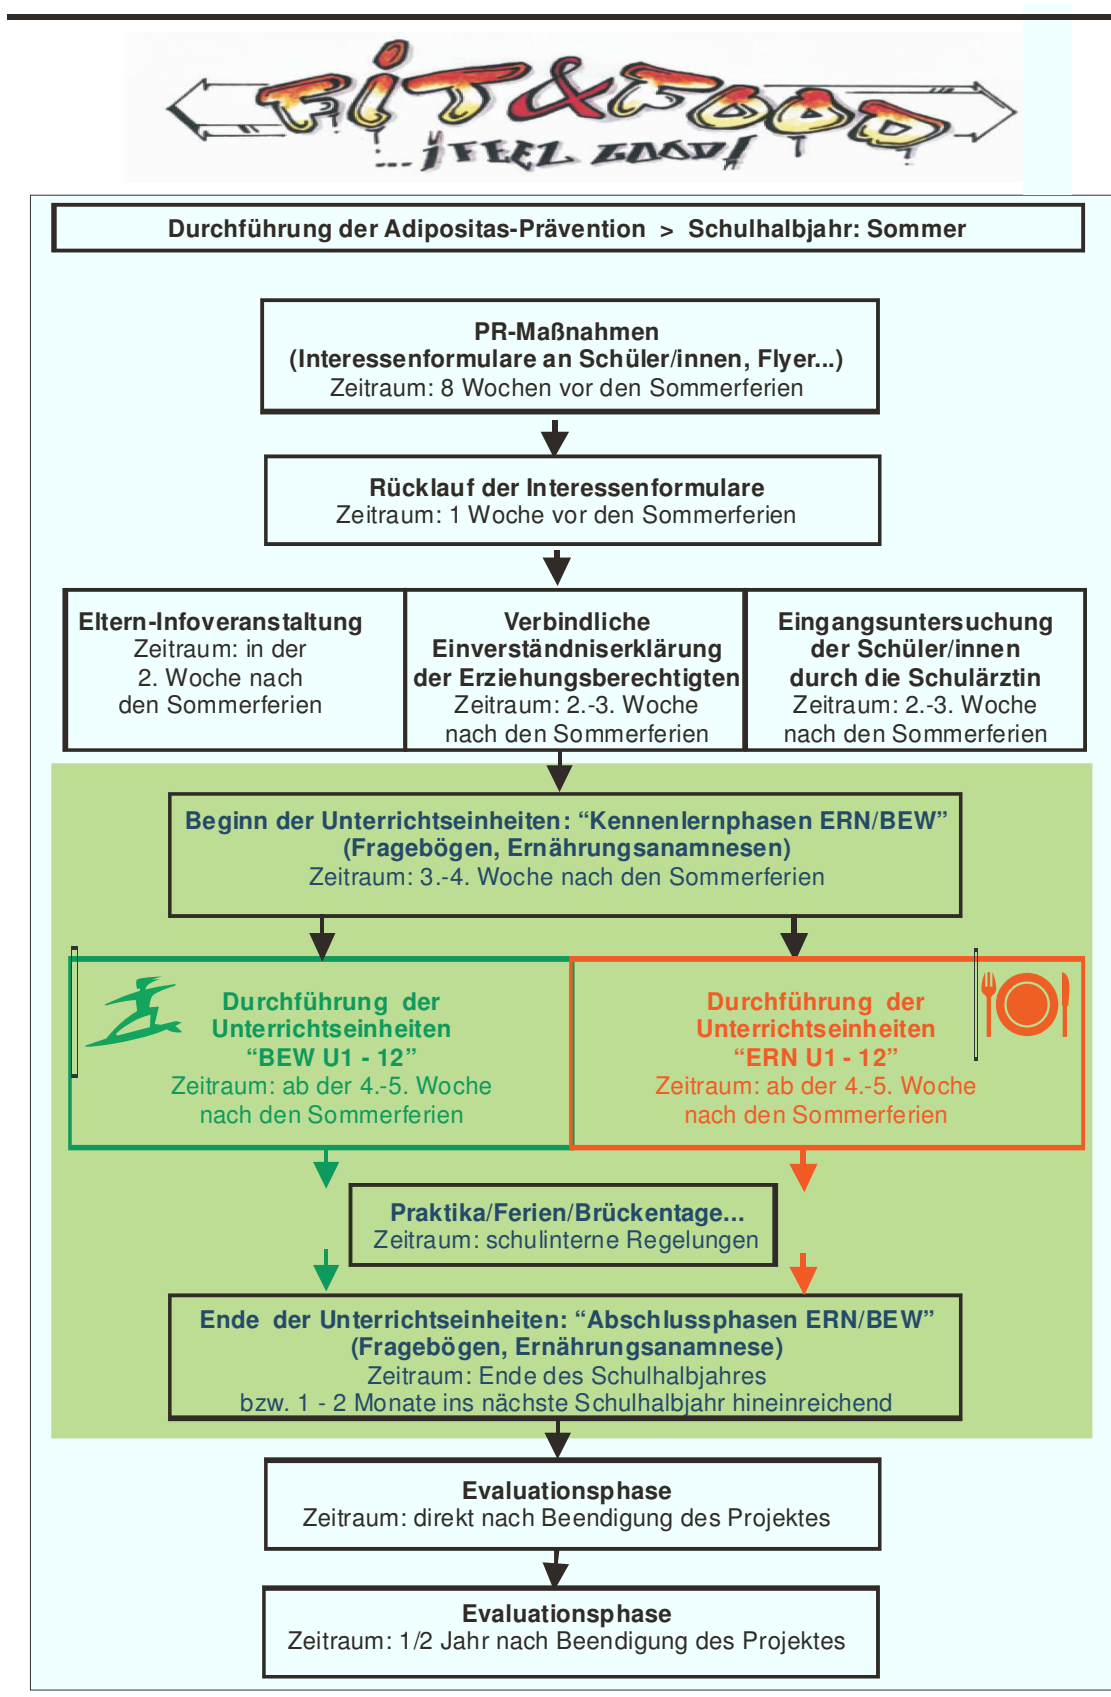 FiT & FOOD
...i FEEL GOOD!
Durchführung der Adipositas-Prävention > Schulhalbjahr: Sommer
PR-Maßnahmen
(Interessenformulare an Schüler/innen, Flyer...)
Zeitraum: 8 Wochen vor den Sommerferien
Rücklauf der Interessenformulare
Zeitraum: 1 Woche vor den Sommerferien
Eltern-Infoveranstaltung
Zeitraum: in der
2. Woche nach
den Sommerferien
Verbindliche
Einverständniserklärung
der Erziehungsberechtigten
Zeitraum: 2.-3. Woche
nach den Sommerferien
Eingangsuntersuchung
der Schüler/innen
durch die Schulärztin
Zeitraum: 2.-3. Woche
nach den Sommerferien
Beginn der Unterrichtseinheiten: “Kennenlernphasen ERN/BEW”
(Fragebögen, Ernährungsanamnesen)
Zeitraum: 3.-4. Woche nach den Sommerferien
Durchführung der
Unterrichtseinheiten
“BEW U1 - 12”
Zeitraum: ab der 4.-5. Woche
nach den Sommerferien
Durchführung der
Unterrichtseinheiten
“ERN U1 - 12”
Zeitraum: ab der 4.-5. Woche
nach den Sommerferien
Praktika/Ferien/Brückentage...
Zeitraum: schulinterne Regelungen
Ende der Unterrichtseinheiten: “Abschlussphasen ERN/BEW”
(Fragebögen, Ernährungsanamnese)
Zeitraum: Ende des Schulhalbjahres
bzw. 1 - 2 Monate ins nächste Schulhalbjahr hineinreichend
Evaluationsphase
Zeitraum: direkt nach Beendigung des Projektes
Evaluationsphase
Zeitraum: 1/2 Jahr nach Beendigung des Projektes